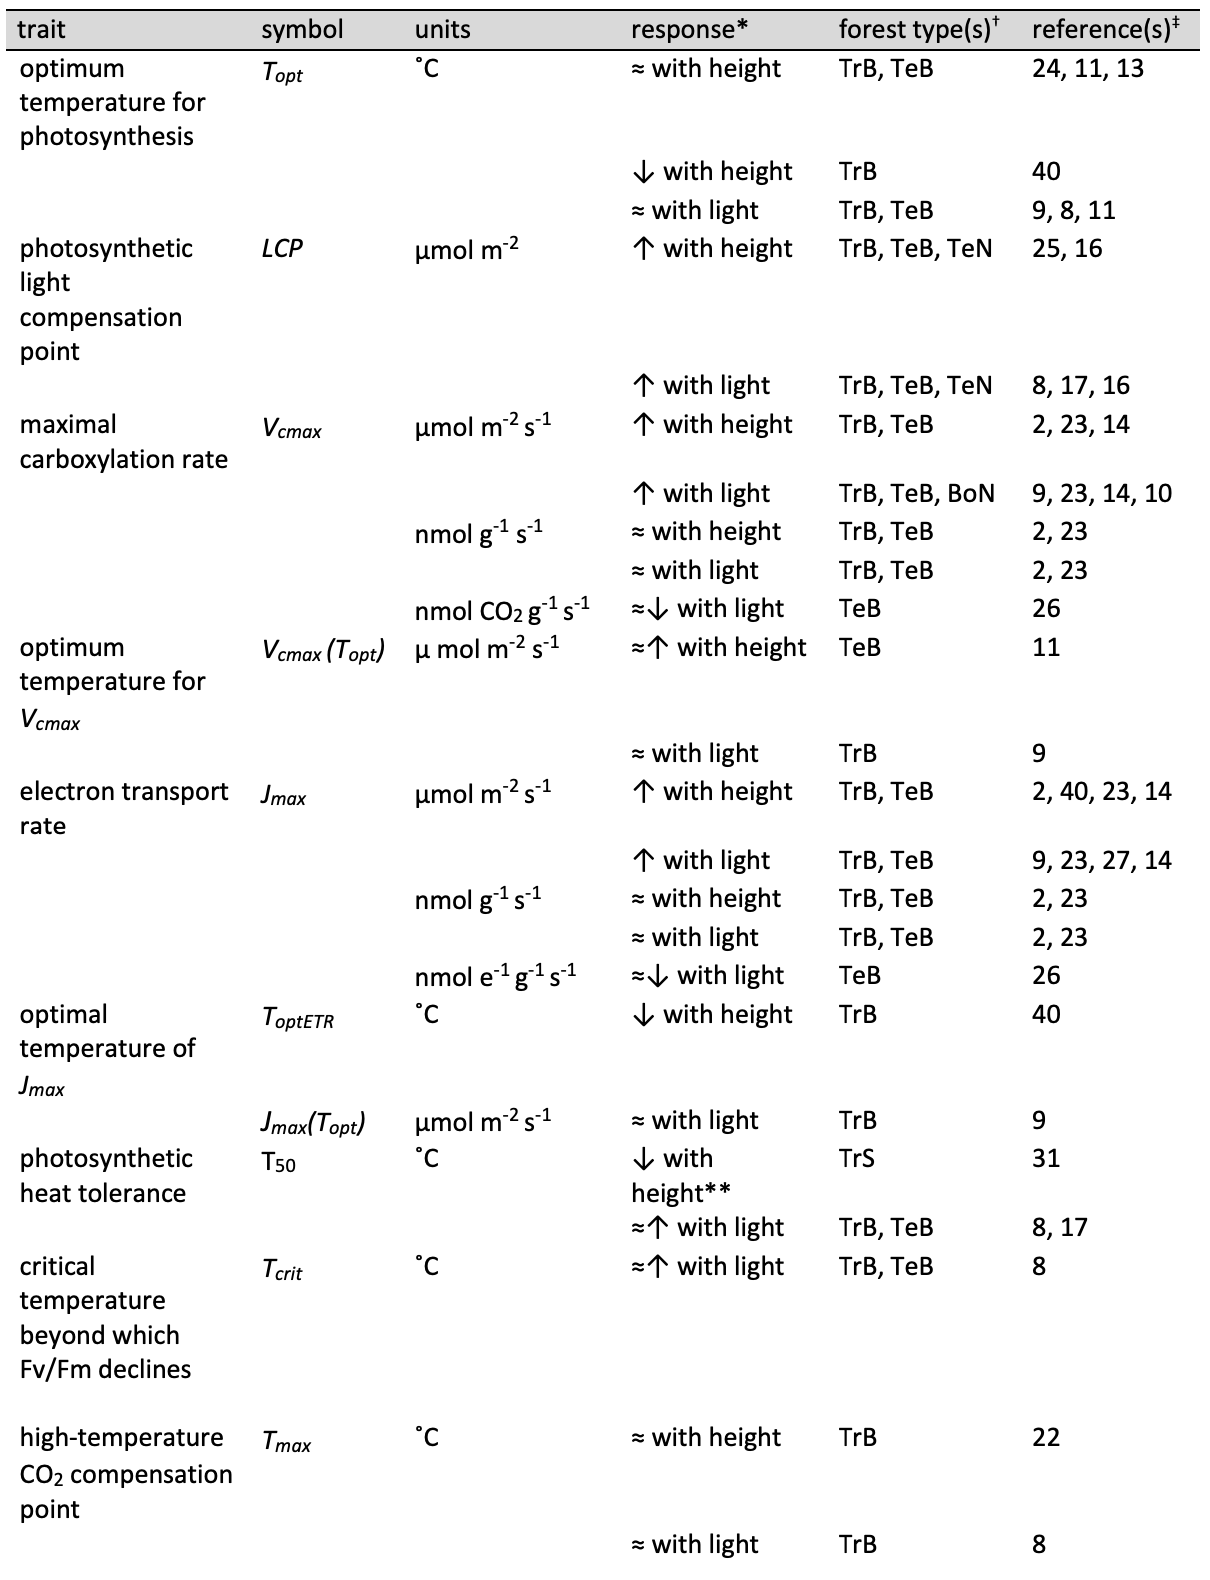 trait symbol units response* forest type(s)† reference(s)‡
optimum Topt ˚C ≈ with height TrB, TeB 24, 11, 13
temperature for
photosynthesis
↓ with height TrB 40
≈ with light TrB, TeB 9, 8, 11
photosynthetic LCP µmol m-2 ↑ with height TrB, TeB, TeN 25, 16
light
compensation
point
↑ with light TrB, TeB, TeN 8, 17, 16
maximal Vcmax µmol m-2 s-1 ↑ with height TrB, TeB 2, 23, 14
carboxylation rate
↑ with light TrB, TeB, BoN 9, 23, 14, 10
nmol g-1 s-1 ≈ with height TrB, TeB 2, 23
≈ with light TrB, TeB 2, 23
nmol CO2 g-1 s-1 ≈↓ with light TeB 26
optimum Vcmax (Topt) µ mol m-2 s-1 ≈↑ with height TeB 11
temperature for
Vcmax
≈ with light TrB 9
electron transport Jmax µmol m-2 s-1 ↑ with height TrB, TeB 2, 40, 23, 14
rate
↑ with light TrB, TeB 9, 23, 27, 14
nmol g-1 s-1 ≈ with height TrB, TeB 2, 23
≈ with light TrB, TeB 2, 23
nmol e-1 g-1 s-1 ≈↓ with light TeB 26
optimal ToptETR ˚C ↓ with height TrB 40
temperature of
Jmax
Jmax(Topt) µmol m-2 s-1 ≈ with light TrB 9
photosynthetic T50 ˚C ↓ with TrS 31
heat tolerance height**
≈↑ with light TrB, TeB 8, 17
critical Tcrit ˚C ≈↑ with light TrB, TeB 8
temperature
beyond which
Fv/Fm declines
high-temperature Tmax ˚C ≈ with height TrB 22
CO2 compensation
point
≈ with light TrB 8